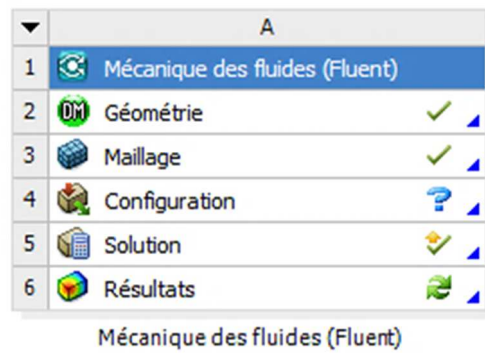 A
1 Mécanique des fluides (Fluent)
2 DM Géométrie
3 Maillage
4 Configuration ?
5 Solution
6 Résultats
Mécanique des fluides (Fluent)